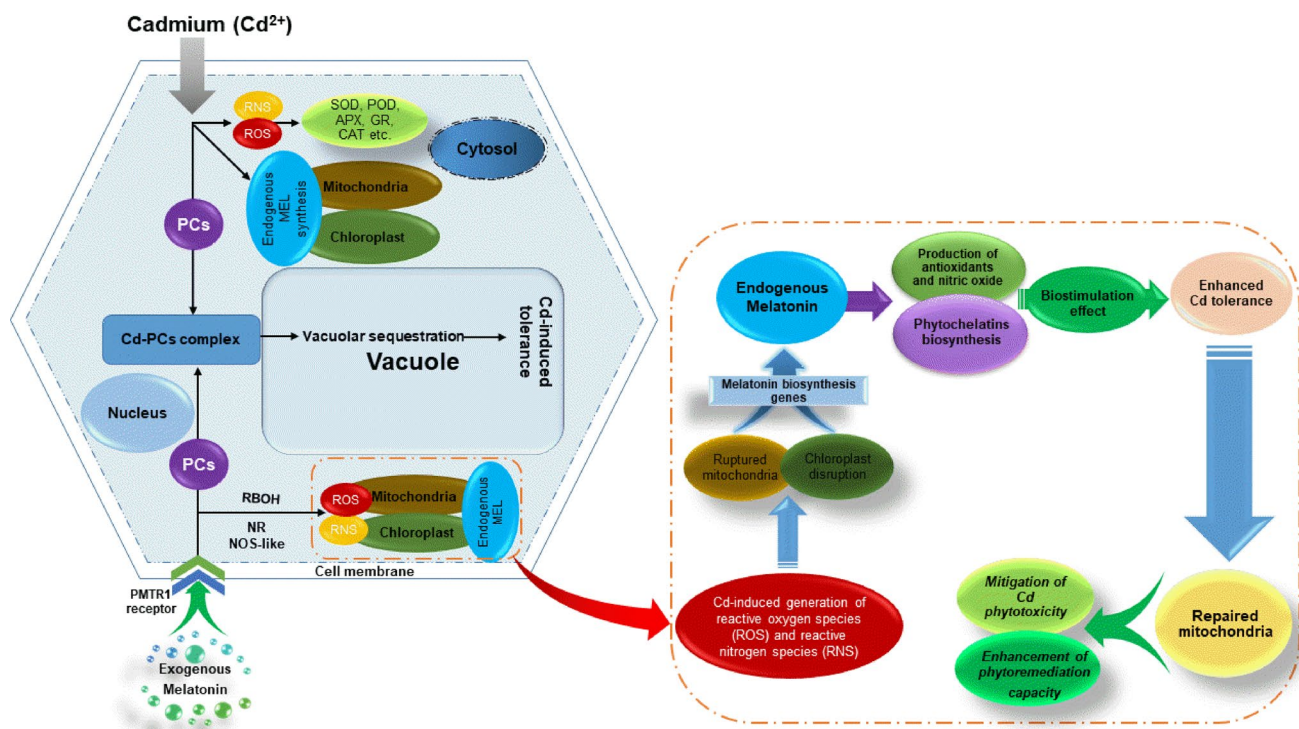 Cadmium (Cd²⁺)
RNS
ROS
SOD, POD,
APX, GR,
CAT etc.
Cytosol
Endogenous
MEL
synthesis
Mitochondria
Chloroplast
PCs
Cd-PCs complex
Vacuolar sequestration
Vacuole
Cd-induced
tolerance
Nucleus
PCs
RBOH
NR
NOS-like
ROS
RNS
Mitochondria
Chloroplast
Endogenous
MEL
Cell membrane
PMTR1
receptor
Exogenous
Melatonin
Endogenous
Melatonin
Production of
antioxidants
and nitric oxide
Phytochelatins
biosynthesis
Biostimulation
effect
Enhanced
Cd tolerance
Melatonin biosynthesis
genes
Ruptured
mitochondria
Chloroplast
disruption
Cd-induced generation of
reactive oxygen species
(ROS) and reactive
nitrogen species (RNS)
Mitigation of
Cd
phytotoxicity
Enhancement of
phytoremediation
capacity
Repaired
mitochondria